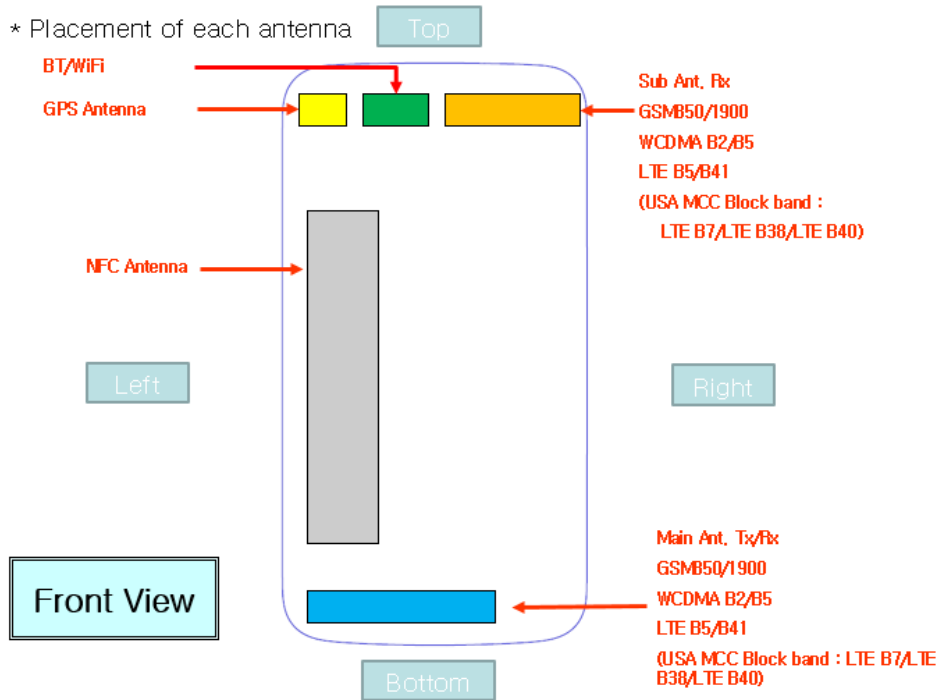 * Placement of each antenna
Top
BT/WiFi
GPS Antenna
Sub Ant, Rx
GSM850/1900
WCDMA B2/B5
LTE B5/B41
(USA MCC Block band :
LTE B7/LTE B38/LTE B40)
NFC Antenna
Left
Right
Front View
Main Ant, Tx/Rx
GSM850/1900
WCDMA B2/B5
LTE B5/B41
(USA MCC Block band : LTE B7/LTE
B38/LTE B40)
Bottom